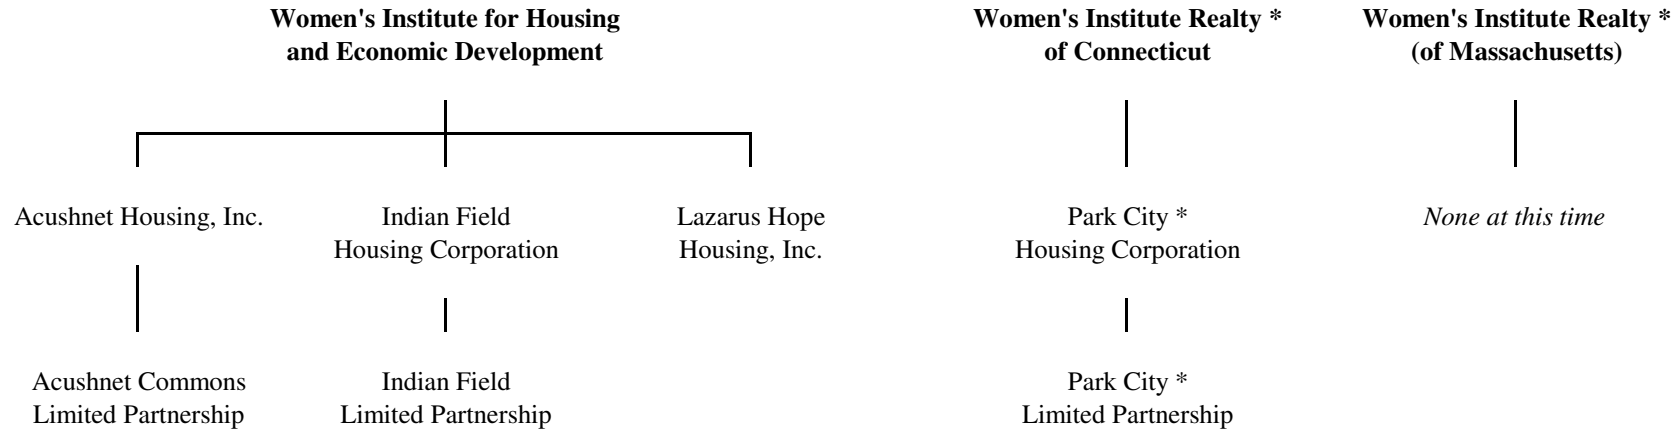 Women's Institute for Housing
and Economic Development
Women's Institute Realty *
of Connecticut
Women's Institute Realty *
(of Massachusetts)
Acushnet Housing, Inc.
Indian Field
Housing Corporation
Lazarus Hope
Housing, Inc.
Park City *
Housing Corporation
None at this time
Acushnet Commons
Limited Partnership
Indian Field
Limited Partnership
Park City *
Limited Partnership